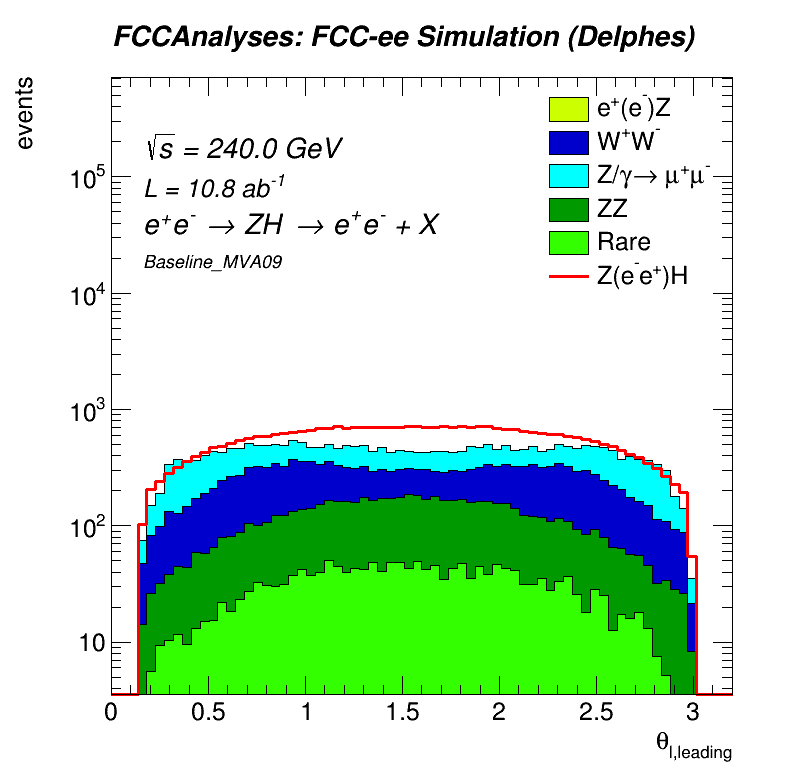 FCCAnalyses: FCC-ee Simulation (Delphes)
events
√s = 240.0 GeV
L = 10.8 ab⁻¹
e⁺e⁻ → ZH → e⁺e⁻ + X
Baseline_MVA09
e⁺(e⁻)Z
W⁺W⁻
Z/γ→ μ⁺μ⁻
ZZ
Rare
Z(e⁻e⁺)H
10⁵
10⁴
10³
10²
10
0 0.5 1 1.5 2 2.5 3
θl,leading